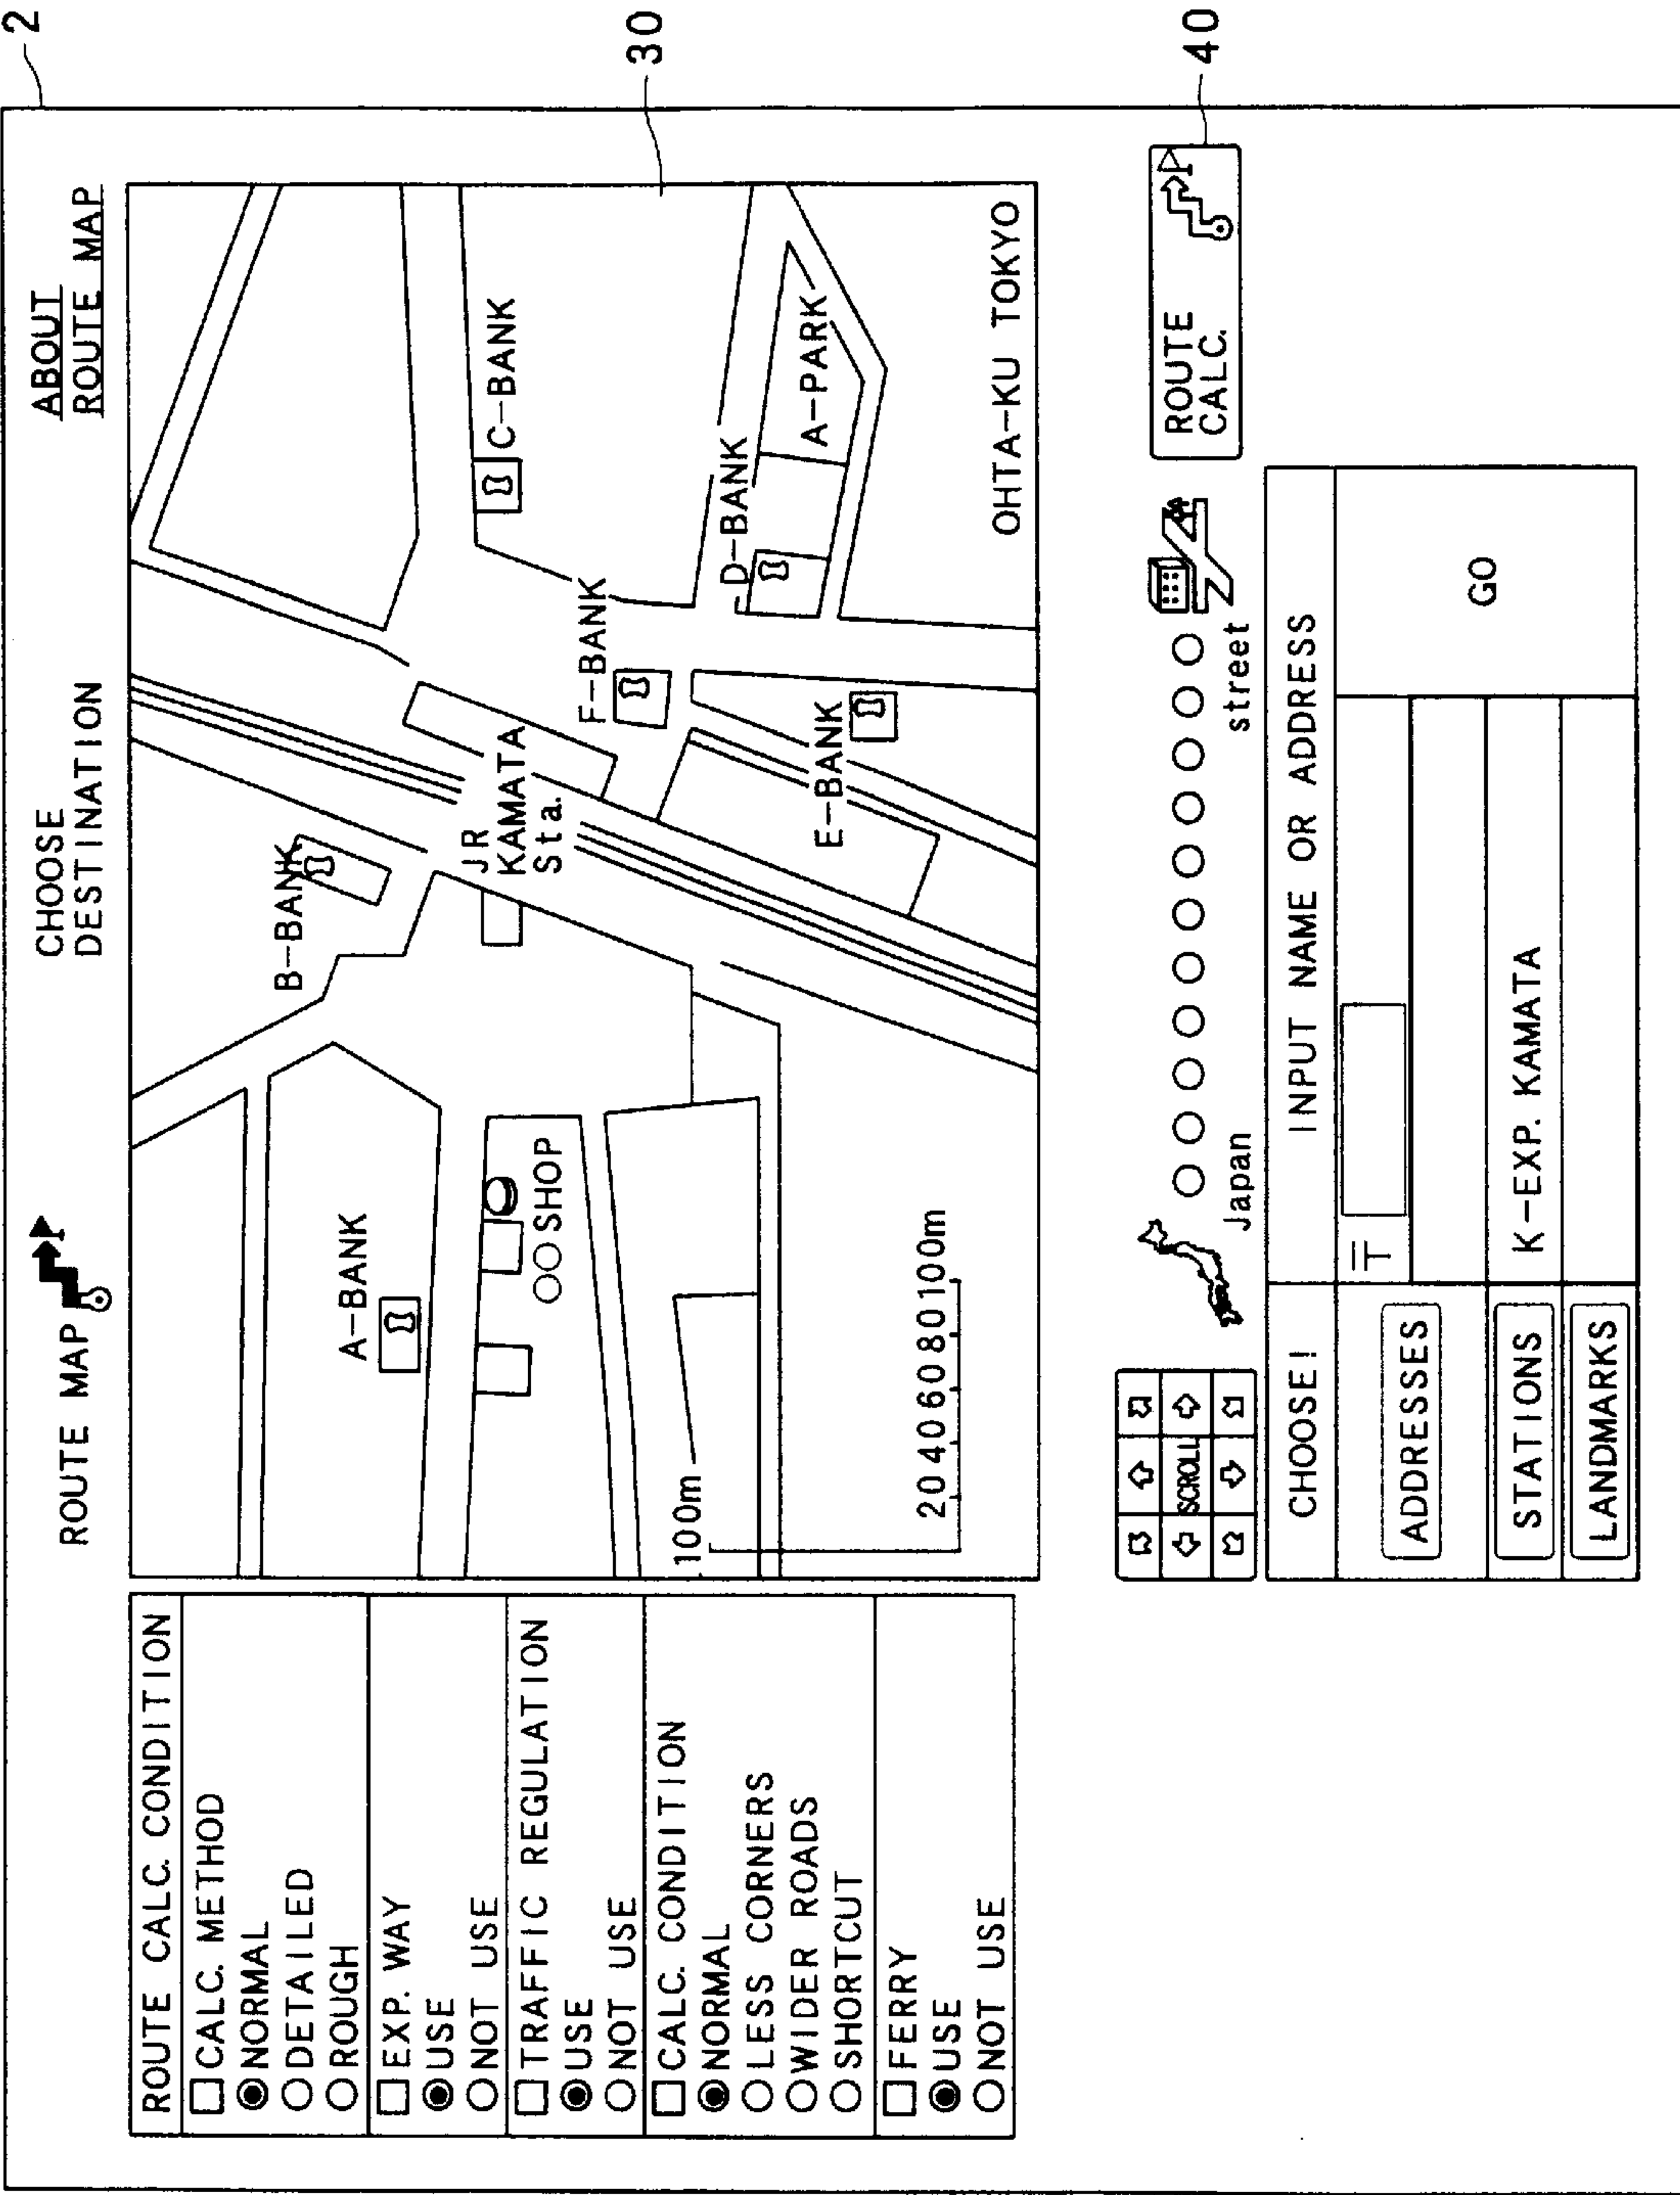 2
ROUTE MAP
CHOOSE
DESTINATION
ABOUT
ROUTE MAP
ROUTE CALC. CONDITION
CALC. METHOD
NORMAL
DETAILED
ROUGH
EXP. WAY
USE
NOT USE
TRAFFIC REGULATION
USE
NOT USE
CALC. CONDITION
NORMAL
LESS CORNERS
WIDER ROADS
SHORTCUT
FERRY
USE
NOT USE
B-BANK
A-BANK
C-BANK
JR
KAMATA
Sta.
○○SHOP
F-BANK
D-BANK
A-PARK
E-BANK
100m
20 40 60 80 100m
OHTA-KU TOKYO
30
SCROLL
Japan
street
ROUTE
CALC.
40
CHOOSE!
INPUT NAME OR ADDRESS
ADDRESSES
〒
STATIONS
K-EXP. KAMATA
LANDMARKS
GO